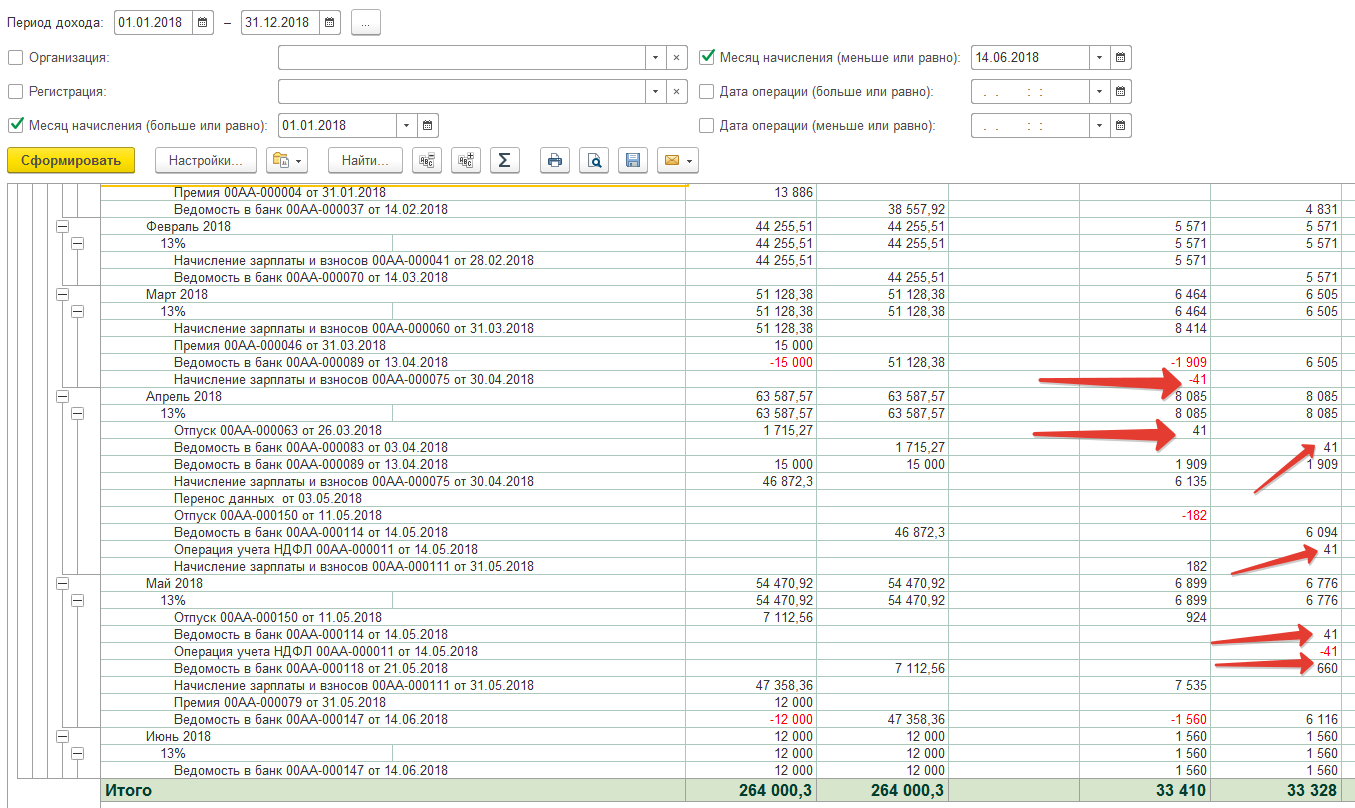 Период дохода: 01.01.2018 – 31.12.2018 ...
Организация: Месяц начисления (меньше или равно): 14.06.2018
Регистрация: Дата операции (больше или равно): . . : :
Месяц начисления (больше или равно): 01.01.2018 Дата операции (меньше или равно): . . : :
Сформировать Настройки... Найти... Σ
Премия 00АА-000004 от 31.01.2018 13 886
Ведомость в банк 00АА-000037 от 14.02.2018 38 557,92 4 831
Февраль 2018 44 255,51 44 255,51 5 571 5 571
13% 44 255,51 44 255,51 5 571 5 571
Начисление зарплаты и взносов 00АА-000041 от 28.02.2018 44 255,51 5 571
Ведомость в банк 00АА-000070 от 14.03.2018 44 255,51 5 571
Март 2018 51 128,38 51 128,38 6 464 6 505
13% 51 128,38 51 128,38 6 464 6 505
Начисление зарплаты и взносов 00АА-000060 от 31.03.2018 51 128,38 8 414
Премия 00АА-000046 от 31.03.2018 15 000
Ведомость в банк 00АА-000089 от 13.04.2018 -15 000 51 128,38 -1 909 6 505
Начисление зарплаты и взносов 00АА-000075 от 30.04.2018 -41
Апрель 2018 63 587,57 63 587,57 8 085 8 085
13% 63 587,57 63 587,57 8 085 8 085
Отпуск 00АА-000063 от 26.03.2018 1 715,27 41
Ведомость в банк 00АА-000083 от 03.04.2018 1 715,27 41
Ведомость в банк 00АА-000089 от 13.04.2018 15 000 15 000 1 909 1 909
Начисление зарплаты и взносов 00АА-000075 от 30.04.2018 46 872,3 6 135
Перенос данных от 03.05.2018
Отпуск 00АА-000150 от 11.05.2018 -182
Ведомость в банк 00АА-000114 от 14.05.2018 46 872,3 6 094
Операция учета НДФЛ 00АА-000011 от 14.05.2018 41
Начисление зарплаты и взносов 00АА-000111 от 31.05.2018 182
Май 2018 54 470,92 54 470,92 6 899 6 776
13% 54 470,92 54 470,92 6 899 6 776
Отпуск 00АА-000150 от 11.05.2018 7 112,56 924
Ведомость в банк 00АА-000114 от 14.05.2018 41
Операция учета НДФЛ 00АА-000011 от 14.05.2018 -41
Ведомость в банк 00АА-000118 от 21.05.2018 7 112,56 660
Начисление зарплаты и взносов 00АА-000111 от 31.05.2018 47 358,36 7 535
Премия 00АА-000079 от 31.05.2018 12 000
Ведомость в банк 00АА-000147 от 14.06.2018 -12 000 47 358,36 -1 560 6 116
Июнь 2018 12 000 12 000 1 560 1 560
13% 12 000 12 000 1 560 1 560
Ведомость в банк 00АА-000147 от 14.06.2018 12 000 12 000 1 560 1 560
Итого 264 000,3 264 000,3 33 410 33 328